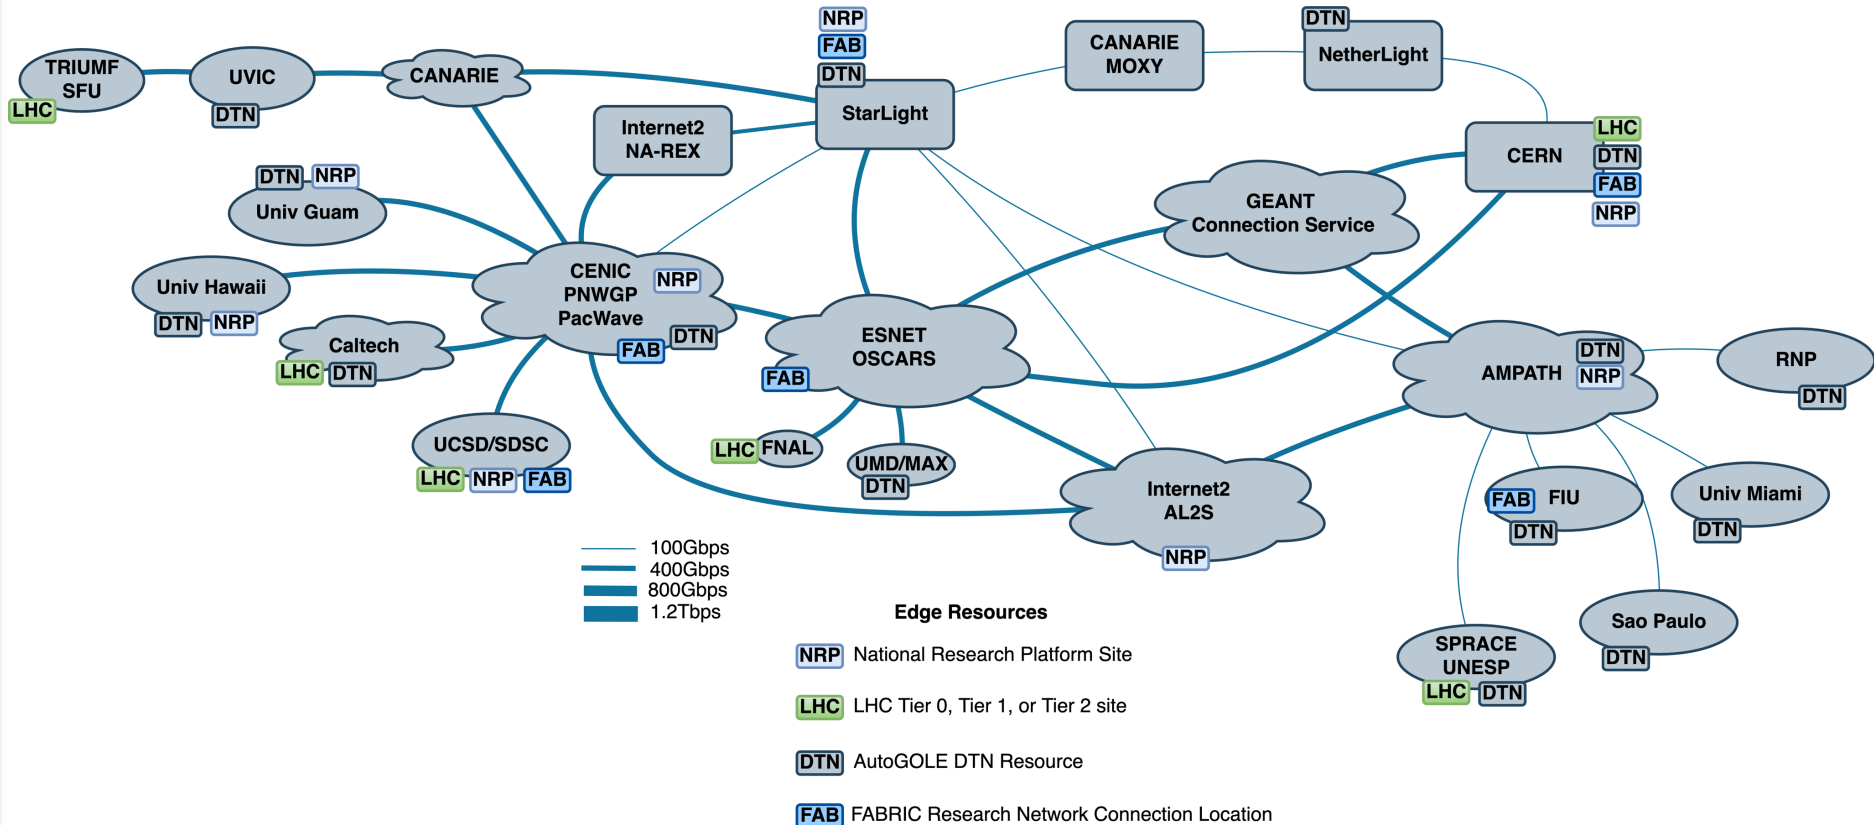 NRP
FAB
DTN
StarLight
CANARIE
MOXY
DTN
NetherLight
TRIUMF
SFU
LHC
UVIC
DTN
CANARIE
Internet2
NA-REX
CERN
LHC
DTN
FAB
NRP
GEANT
Connection Service
DTN NRP
Univ Guam
Univ Hawaii
DTN NRP
CENIC
PNWGP
PacWave
NRP
DTN
FAB
Caltech
LHC DTN
ESNET
OSCARS
FAB
AMPATH
DTN
NRP
RNP
DTN
UCSD/SDSC
LHC NRP FAB
LHC FNAL
UMD/MAX
DTN
Internet2
AL2S
NRP
FAB FIU
DTN
Univ Miami
DTN
Sao Paulo
DTN
SPRACE
UNESP
LHC DTN
100Gbps
400Gbps
800Gbps
1.2Tbps
Edge Resources
NRP National Research Platform Site
LHC LHC Tier 0, Tier 1, or Tier 2 site
DTN AutoGOLE DTN Resource
FAB FABRIC Research Network Connection Location